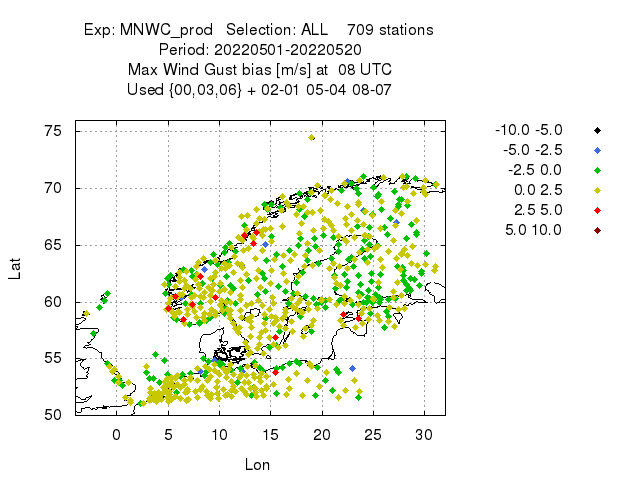 Exp: MNWC_prod   Selection: ALL    709 stations
Period: 20220501-20220520
Max Wind Gust bias [m/s] at  08 UTC
Used {00,03,06} + 02-01 05-04 08-07
-10.0 -5.0
-5.0 -2.5
-2.5 0.0
0.0 2.5
2.5 5.0
5.0 10.0
75
70
65
60
55
50
Lat
0 5 10 15 20 25 30
Lon